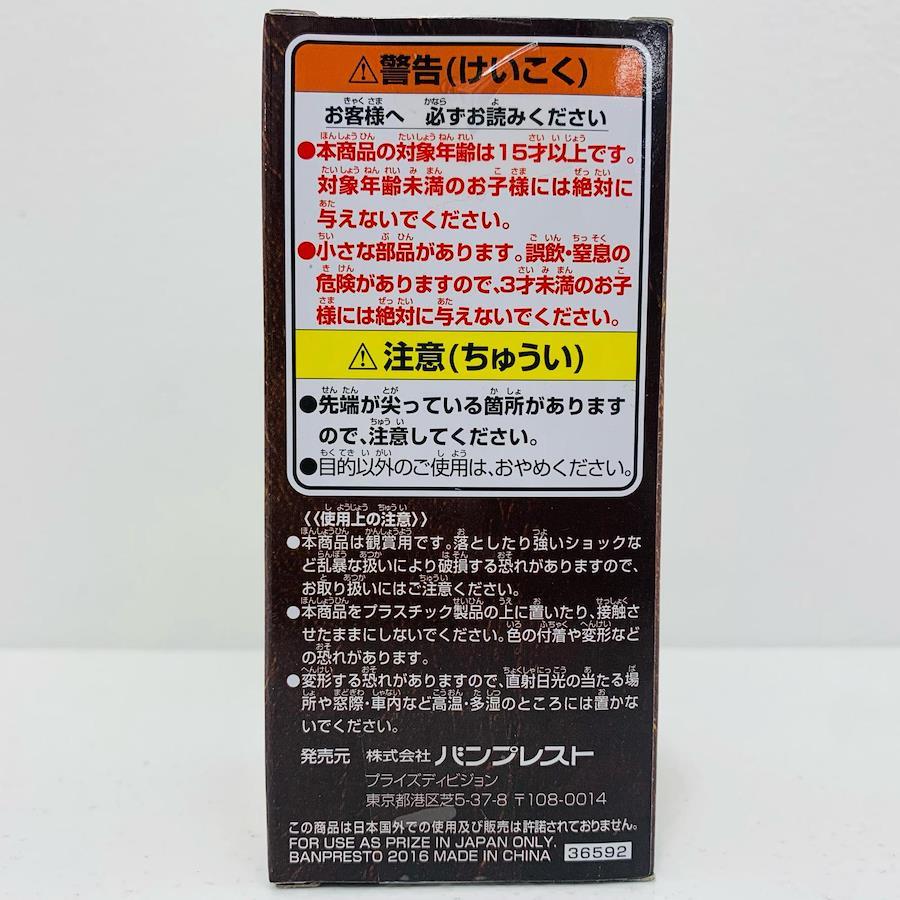 ⚠警告(けいこく)
お客様へ 必ずお読みください
●本商品の対象年齢は15才以上です。
対象年齢未満のお子様には絶対に
与えないでください。
●小さな部品があります。誤飲・窒息の
危険がありますので、3才未満のお子
様には絶対に与えないでください。
⚠注意(ちゅうい)
●先端が尖っている箇所があります
ので、注意してください。
●目的以外のご使用は、おやめください。
《使用上の注意》
●本商品は観賞用です。落としたり強いショックな
ど乱暴な扱いにより破損する恐れがありますので、
お取り扱いにはご注意ください。
●本商品をプラスチック製品の上に置いたり、接触さ
せたままにしないでください。色の付着や変形など
の恐れがあります。
●変形する恐れがありますので、直射日光の当たる場
所や窓際・車内など高温・多湿のところには置かな
いでください。
発売元 株式会社 バンプレスト
プライズディビジョン
東京都港区芝5-37-8 〒108-0014
この商品は日本国外での使用及び販売は許諾されておりません。
FOR USE AS PRIZE IN JAPAN ONLY.
BANPRESTO 2016 MADE IN CHINA 36592